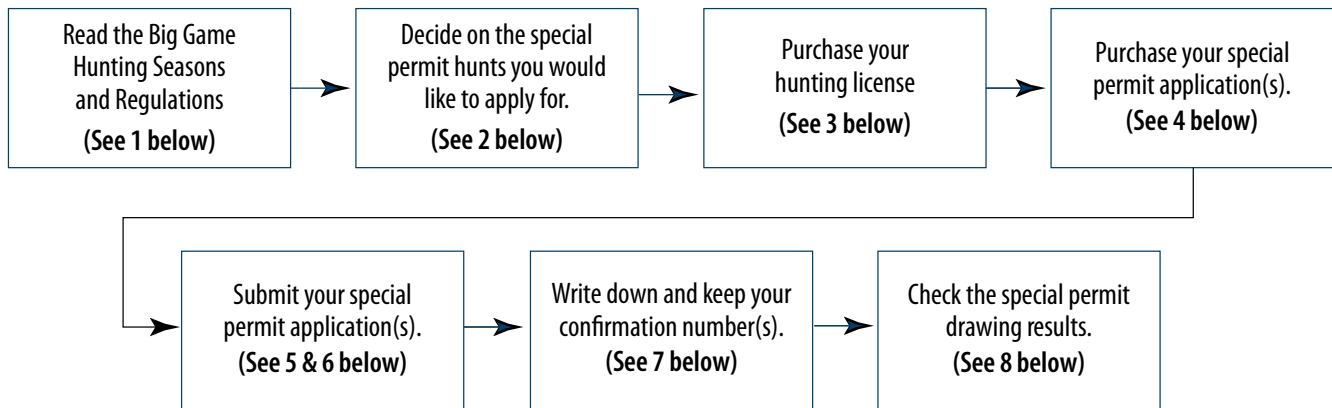 Read the Big Game
Hunting Seasons
and Regulations
(See 1 below)
Decide on the special
permit hunts you would
like to apply for.
(See 2 below)
Purchase your
hunting license
(See 3 below)
Purchase your special
permit application(s).
(See 4 below)
Submit your special
permit application(s).
(See 5 & 6 below)
Write down and keep your
confirmation number(s).
(See 7 below)
Check the special permit
drawing results.
(See 8 below)